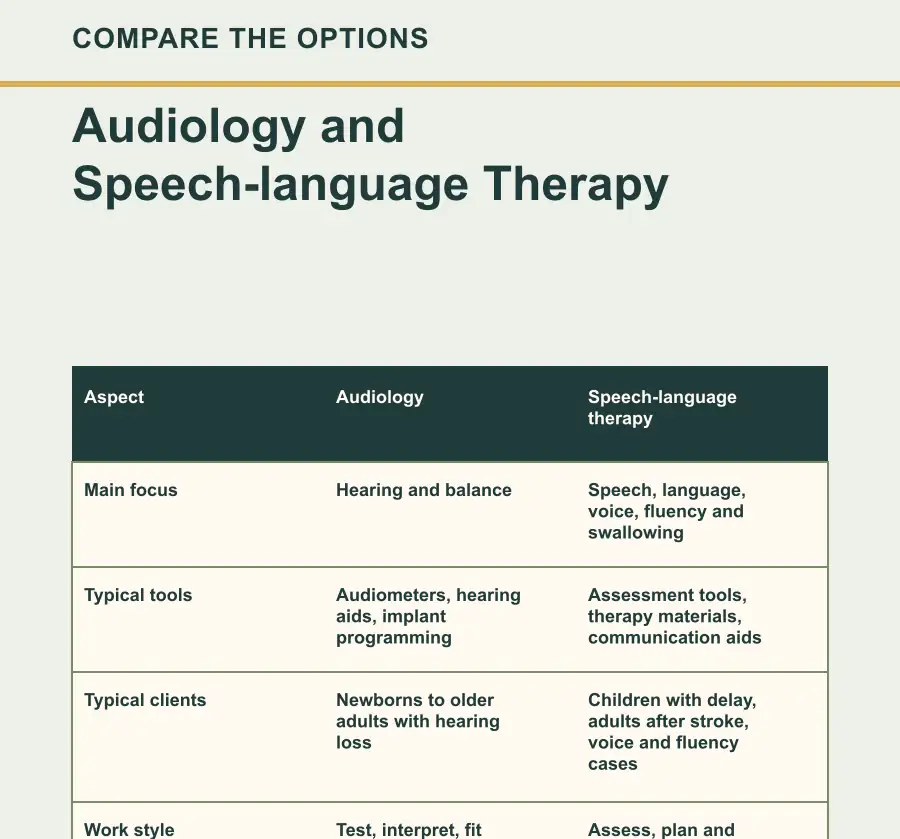 COMPARE THE OPTIONS
Audiology and
Speech-language Therapy
Aspect
Audiology
Speech-language
therapy
Main focus
Hearing and balance
Speech, language,
voice, fluency and
swallowing
Typical tools
Audiometers, hearing
aids, implant
programming
Assessment tools,
therapy materials,
communication aids
Typical clients
Newborns to older
adults with hearing
loss
Children with delay,
adults after stroke,
voice and fluency
cases
Work style
Test, interpret, fit
Assess, plan and